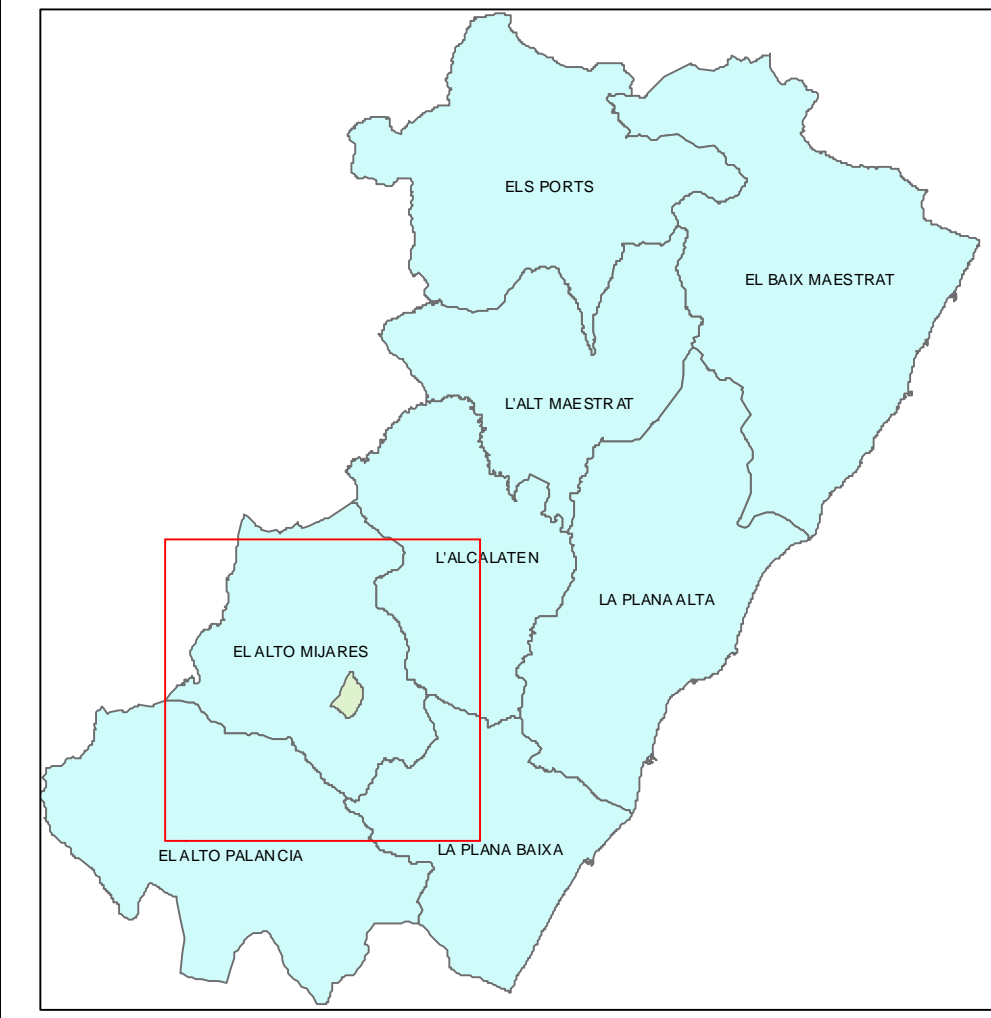 ELS PORTS
EL BAIX MAESTRAT
L'ALT MAESTRAT
L'ALCALATEN
LA PLANA ALTA
EL ALTO MIJARES
LA PLANA BAIXA
EL ALTO PALANCIA